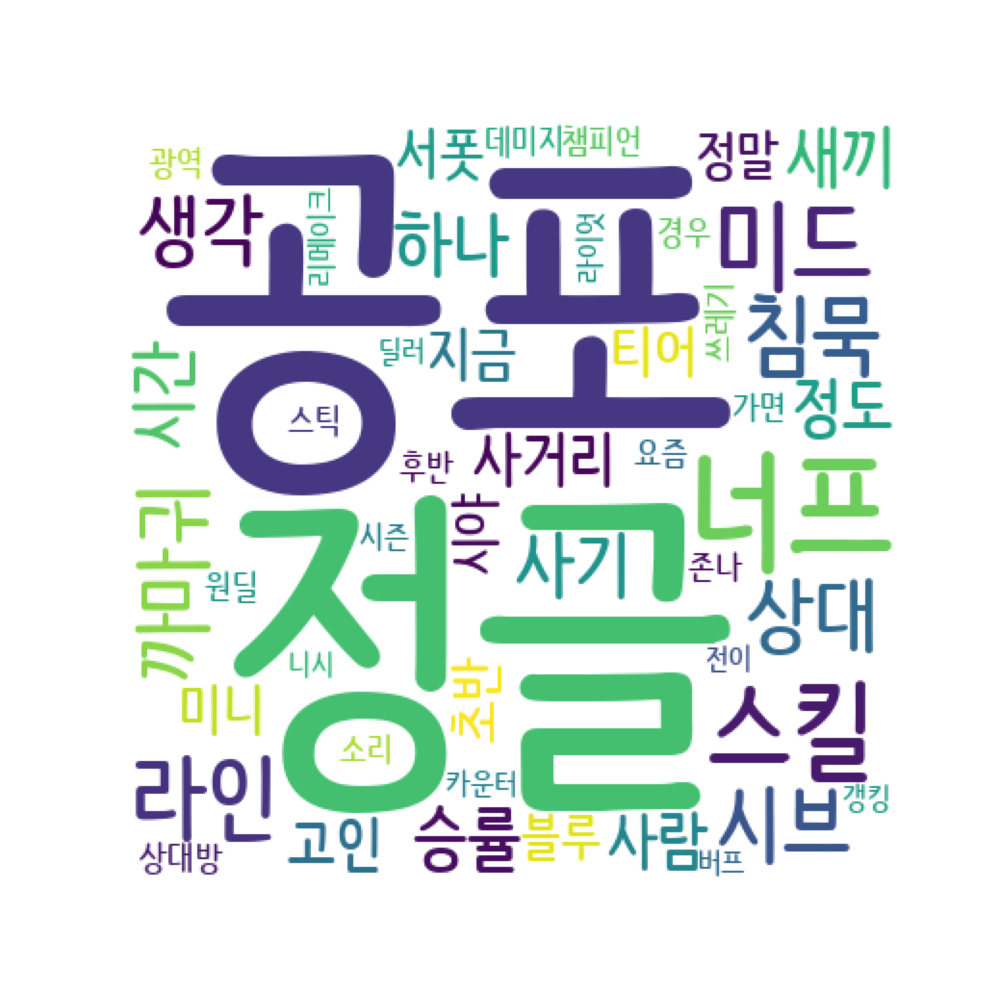 광역
서폿
데미지
챔피언
정말
새끼
공포
생각
리메이크
하나
라이엇
경우
미드
쓰레기
침묵
시간
딜러
지금
티어
가면
정도
스틱
후반
사거리
요즘
너프
까마귀
정글
시즌
시야
사기
존나
원딜
상대
니시
전이
미니
초반
스킬
소리
라인
카운터
갱킹
상대방
고인
승률
블루
사람
버프
시브